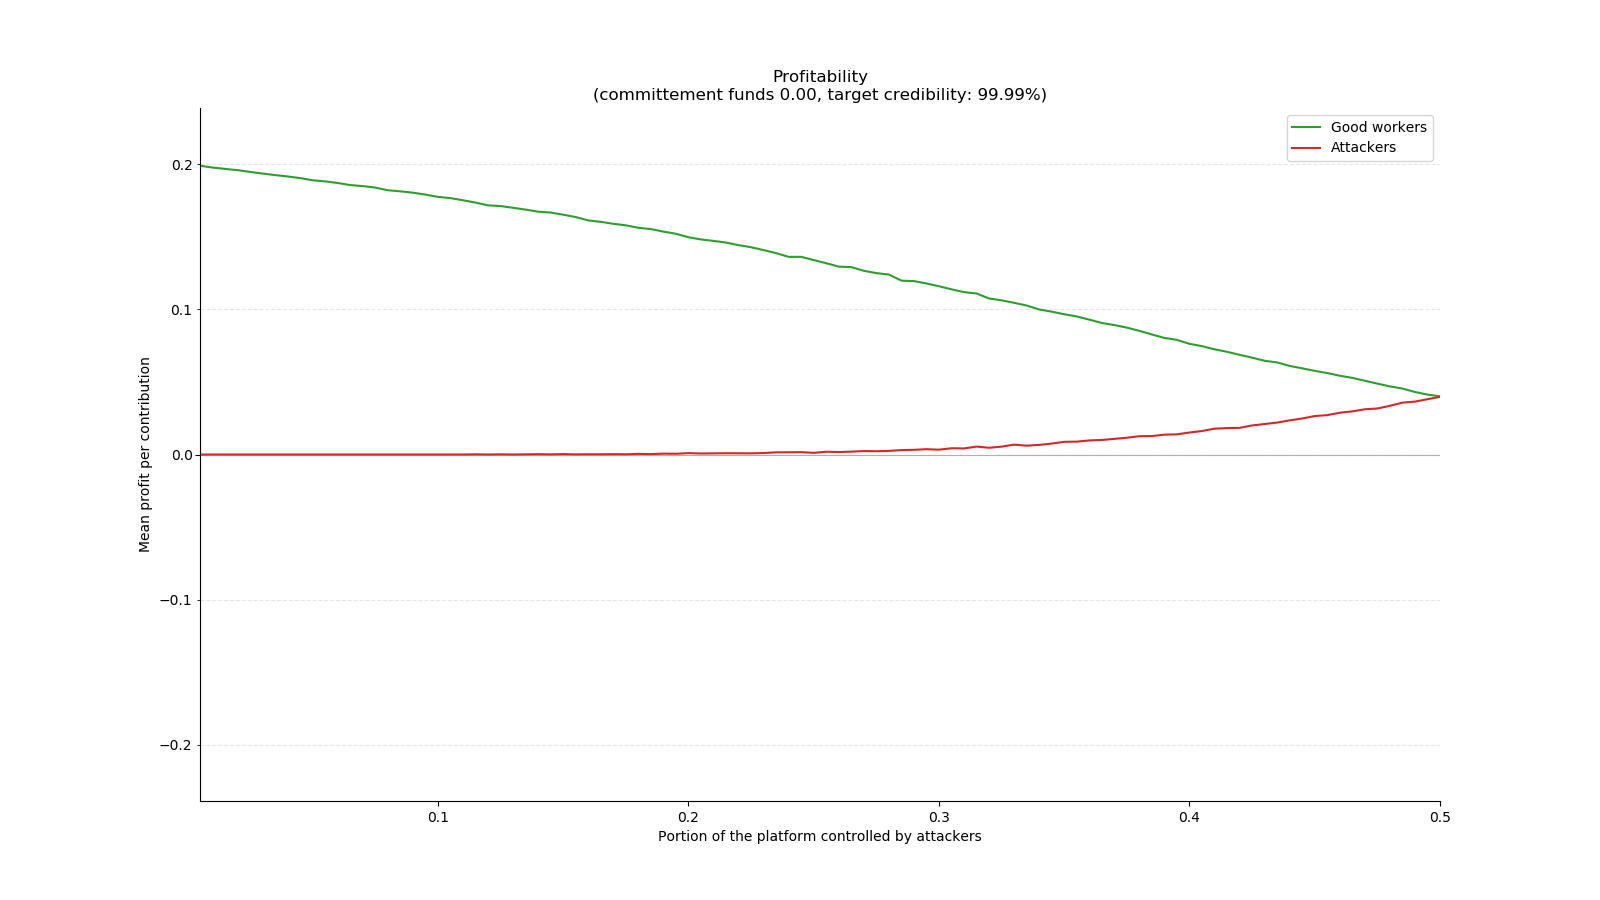 Profitability
(committement funds 0.00, target credibility: 99.99%)
Good workers
Attackers
0.2
0.1
0.0
−0.1
−0.2
Mean profit per contribution
0.1
0.2
0.3
0.4
0.5
Portion of the platform controlled by attackers